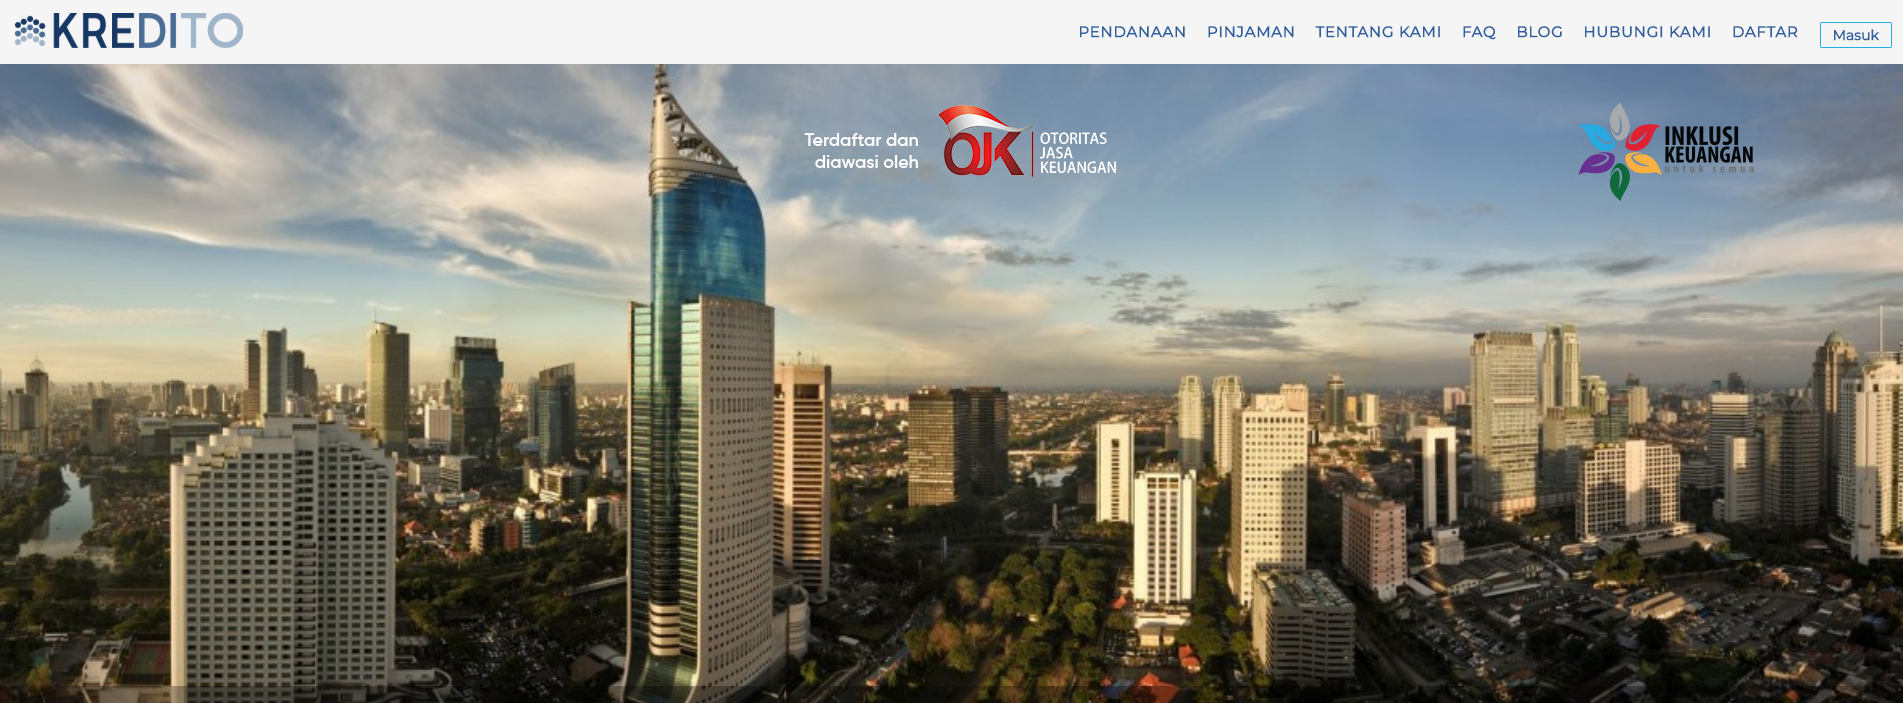 KREDITO
PENDANAAN
PINJAMAN
TENTANG KAMI
FAQ
BLOG
HUBUNGI KAMI
DAFTAR
Masuk
Terdaftar dan
diawasi oleh
OJK
OTORITAS
JASA
KEUANGAN
INKLUSI
KEUANGAN
untuk semua